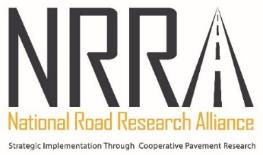 NRRA
National Road Research Alliance
Strategic Implementation Through Cooperative Pavement Research